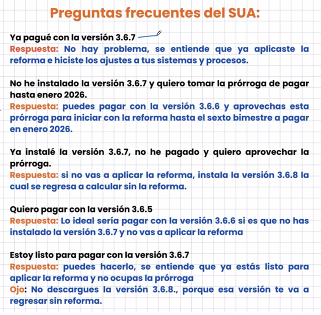 Preguntas frecuentes del SUA:
Ya pagué con la versión 3.6.7
Respuesta: No hay problema, se entiende que ya aplicaste la
reforma e hiciste los ajustes a tus sistemas y procesos.
No he instalado la versión 3.6.7 y quiero tomar la prórroga de pagar
hasta enero 2026.
Respuesta: puedes pagar con la versión 3.6.6 y aprovechas esta
prórroga para iniciar con la reforma hasta el sexto bimestre a pagar
en enero 2026.
Ya instalé la versión 3.6.7, no he pagado y quiero aprovechar la
prórroga.
Respuesta: si no vas a aplicar la reforma, instala la versión 3.6.8 la
cual se regresa a calcular sin la reforma.
Quiero pagar con la versión 3.6.5
Respuesta: Lo ideal sería pagar con la versión 3.6.6 si es que no has
instalado la versión 3.6.7 y no vas a aplicar la reforma
Estoy listo para pagar con la versión 3.6.7
Respuesta: puedes hacerlo, se entiende que ya estás listo para
aplicar la reforma y no ocupas la prórroga
Ojo: No descargues la versión 3.6.8., porque esa versión te va a
regresar sin reforma.